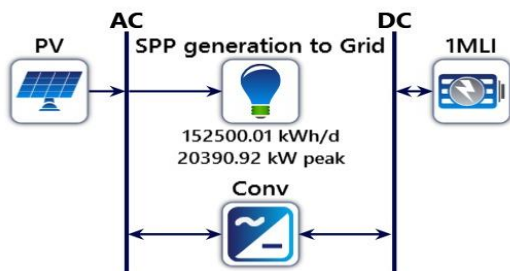 AC
DC
PV
SPP generation to Grid
1MLI
152500.01 kWh/d
20390.92 kW peak
Conv